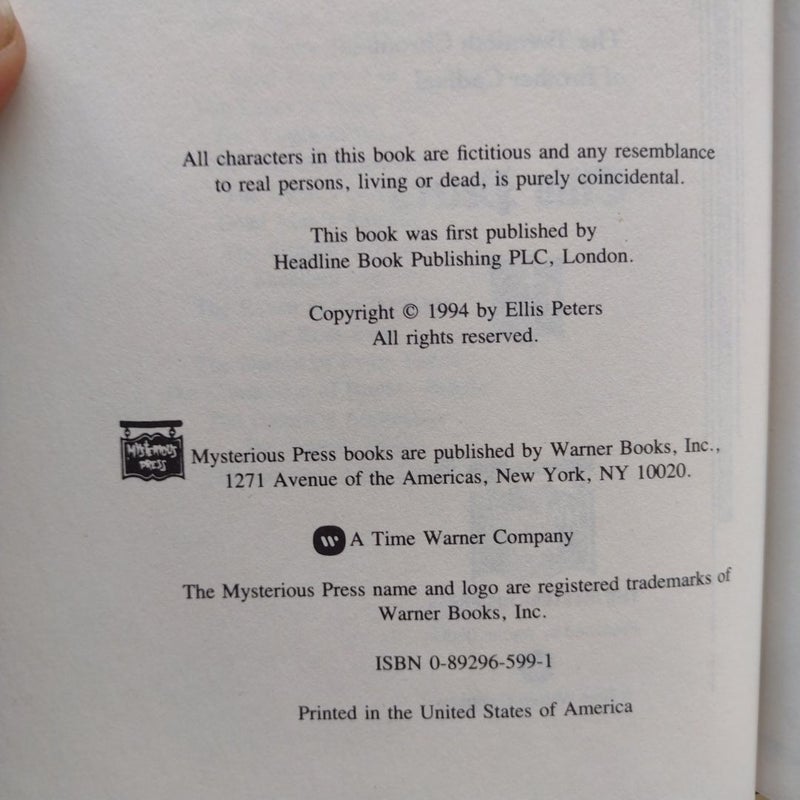 All characters in this book are fictitious and any resemblance
to real persons, living or dead, is purely coincidental.
This book was first published by
Headline Book Publishing PLC, London.
Copyright © 1994 by Ellis Peters
All rights reserved.
MYSTERIOUS
PRESS
Mysterious Press books are published by Warner Books, Inc.,
1271 Avenue of the Americas, New York, NY 10020.
A Time Warner Company
The Mysterious Press name and logo are registered trademarks of
Warner Books, Inc.
ISBN 0-89296-599-1
Printed in the United States of America